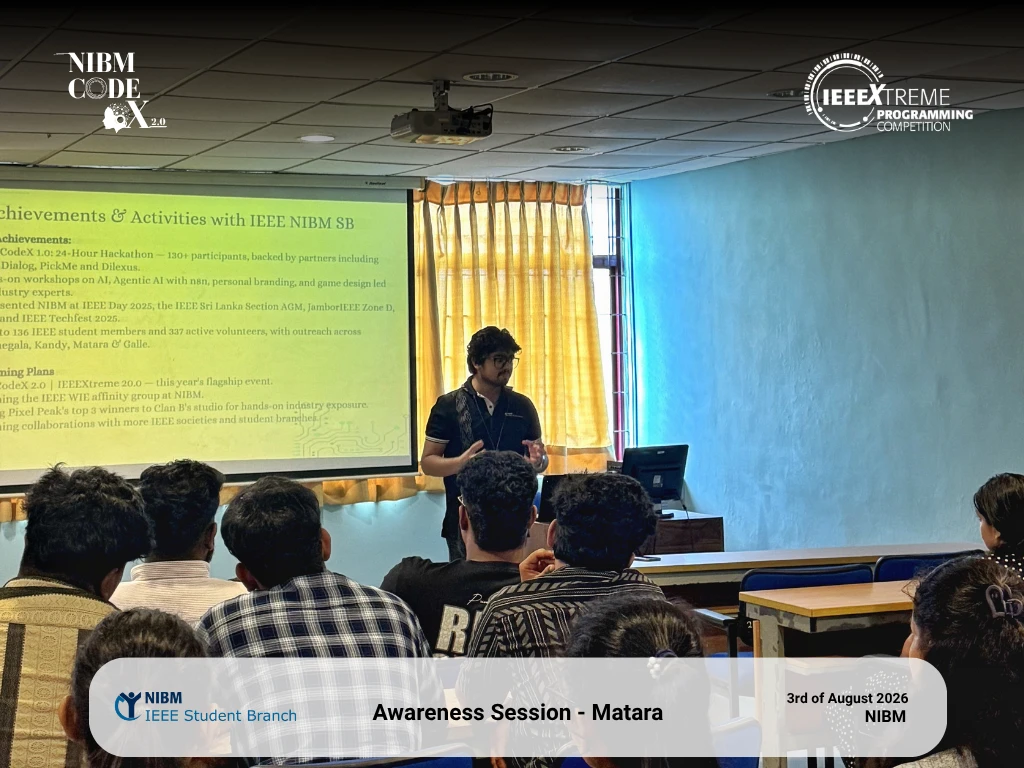 NIBM
CODE
X 2.0
IEEEXTREME
PROGRAMMING
COMPETITION
chievements & Activities with IEEE NIBM SB
Achievements:
CodeX 1.0: 24-Hour Hackathon — 130+ participants, backed by partners including
Dialog, PickMe and Dilexus.
s-on workshops on AI, Agentic AI with n8n, personal branding, and game design led
dustry experts.
sented NIBM at IEEE Day 2025, the IEEE Sri Lanka Section AGM, JamborIEEE Zone D,
and IEEE Techfest 2025.
to 136 IEEE student members and 337 active volunteers, with outreach across
negala, Kandy, Matara & Galle.
ning Plans
CodeX 2.0 | IEEEXtreme 20.0 — this year's flagship event.
hing the IEEE WIE affinity group at NIBM.
g Pixel Peak's top 3 winners to Clan B's studio for hands-on industry exposure.
ning collaborations with more IEEE societies and student branches.
R
NIBM
IEEE Student Branch
Awareness Session - Matara
3rd of August 2026
NIBM